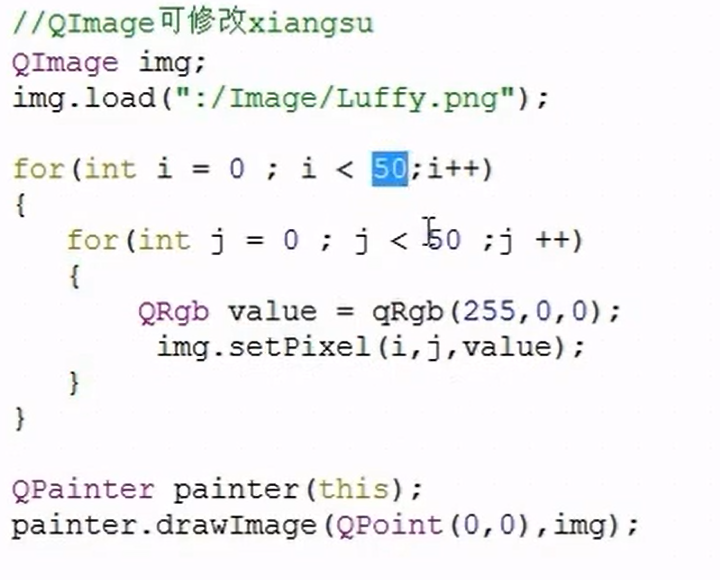 //QImage可修改xiangsu
QImage img;
img.load(":/Image/Luffy.png");
for(int i = 0 ; i < 50;i++)
{
for(int j = 0 ; j < 50 ;j ++)
{
QRgb value = qRgb(255,0,0);
img.setPixel(i,j,value);
}
}
QPainter painter(this);
painter.drawImage(QPoint(0,0),img);